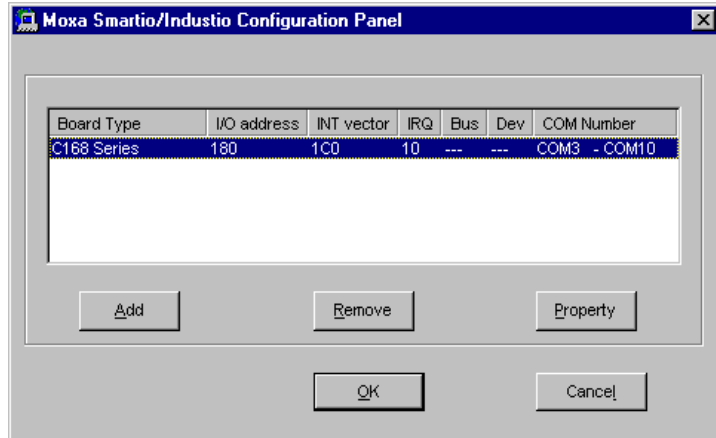 Moxa Smartio/Industio Configuration Panel
Board Type I/O address INT vector IRQ Bus Dev COM Number
C168 Series 180 1C0 10 --- --- COM3 - COM10
Add Remove Property
OK Cancel